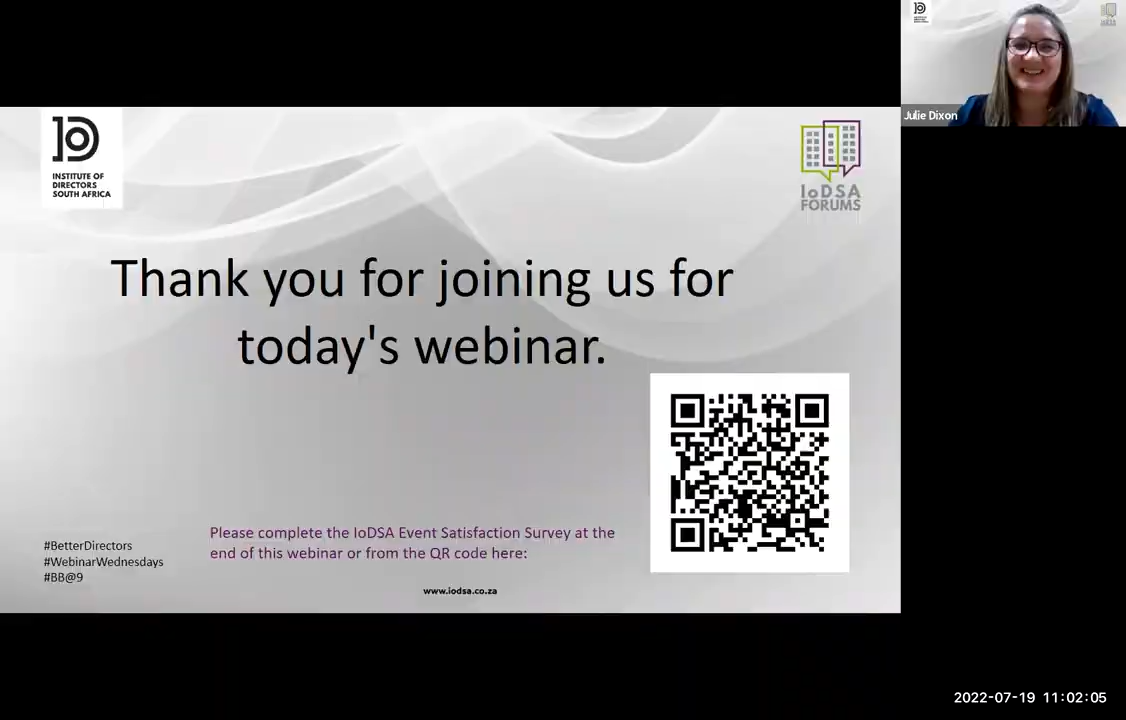 INSTITUTE OF
DIRECTORS
SOUTH AFRICA
IoDSA
FORUMS
Julie Dixon
Thank you for joining us for
today's webinar.
Please complete the IoDSA Event Satisfaction Survey at the
end of this webinar or from the QR code here:
#BetterDirectors
#WebinarWednesdays
#BB@9
www.iodsa.co.za
2022-07-19 11:02:05